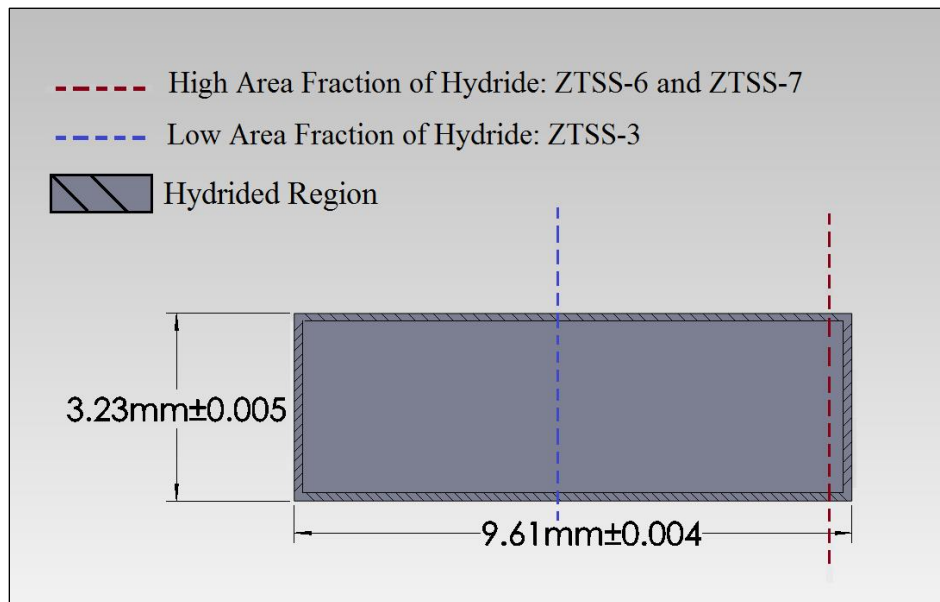 High Area Fraction of Hydride: ZTSS-6 and ZTSS-7
Low Area Fraction of Hydride: ZTSS-3
Hydrided Region
3.23mm±0.005
9.61mm±0.004